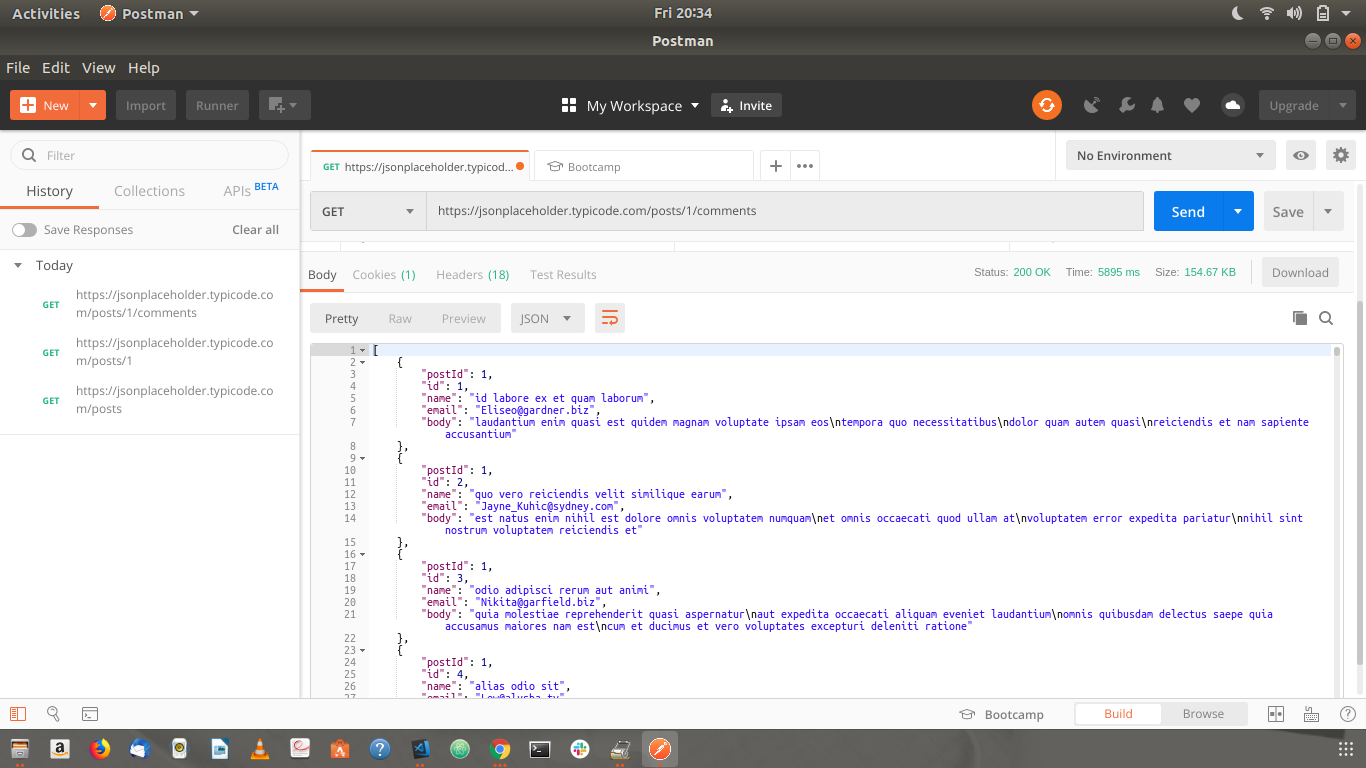 Activities Postman Fri 20:34
Postman
File Edit View Help
New Import Runner My Workspace Invite Upgrade
Filter
History Collections APIs BETA
Save Responses Clear all
Today
GET https://jsonplaceholder.typicode.co
m/posts/1/comments
GET https://jsonplaceholder.typicode.co
m/posts/1
GET https://jsonplaceholder.typicode.co
m/posts
GET https://jsonplaceholder.typicod... Bootcamp No Environment
GET https://jsonplaceholder.typicode.com/posts/1/comments Send Save
Body Cookies (1) Headers (18) Test Results Status: 200 OK Time: 5895 ms Size: 154.67 KB Download
Pretty Raw Preview JSON
1 [
2 {
3 "postId": 1,
4 "id": 1,
5 "name": "id labore ex et quam laborum",
6 "email": "Eliseo@gardner.biz",
7 "body": "laudantium enim quasi est quidem magnam voluptate ipsam eos\ntempora quo necessitatibus\ndolor quam autem quasi\nreiciendis et nam sapiente
accusantium"
8 },
9 {
10 "postId": 1,
11 "id": 2,
12 "name": "quo vero reiciendis velit similique earum",
13 "email": "Jayne_Kuhic@sydney.com",
14 "body": "est natus enim nihil est dolore omnis voluptatem numquam\net omnis occaecati quod ullam at\nvoluptatem error expedita pariatur\nnihil sint
nostrum voluptatem reiciendis et"
15 },
16 {
17 "postId": 1,
18 "id": 3,
19 "name": "odio adipisci rerum aut animi",
20 "email": "Nikita@garfield.biz",
21 "body": "quia molestiae reprehenderit quasi aspernatur\naut expedita occaecati aliquam eveniet laudantium\nomnis quibusdam delectus saepe quia
accusamus maiores nam est\ncum et ducimus et vero voluptates excepturi deleniti ratione"
22 },
23 {
24 "postId": 1,
25 "id": 4,
26 "name": "alias odio sit",
27 "email": "Lew@alysha.tv",
Bootcamp Build Browse